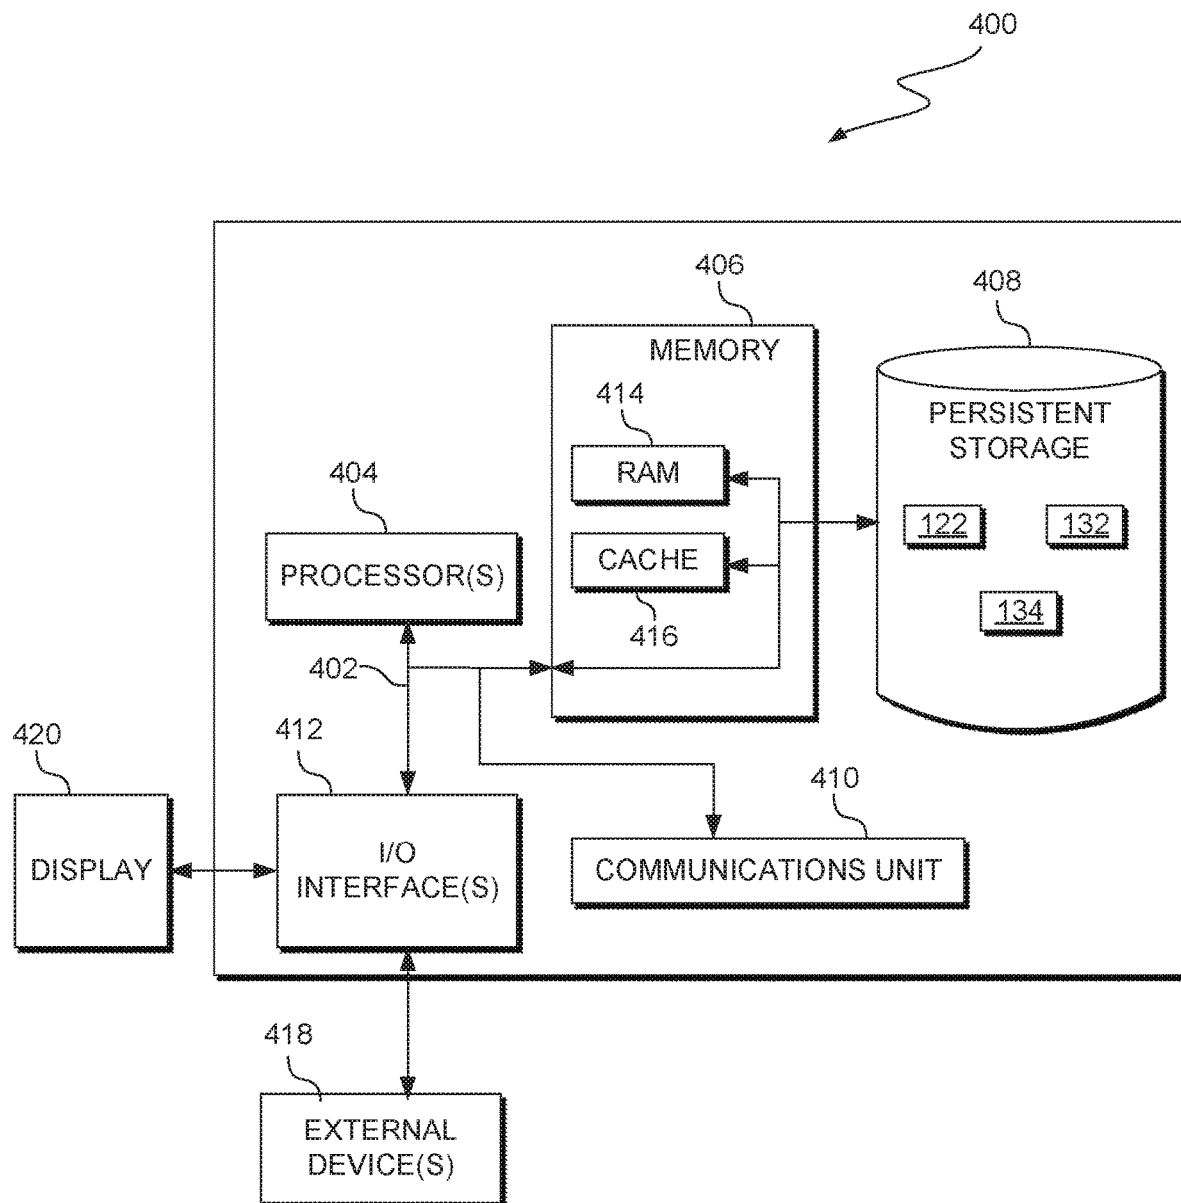 400
406
408
MEMORY
414
RAM
PERSISTENT
STORAGE
404
122
132
PROCESSOR(S)
CACHE
134
416
402
420
412
410
DISPLAY
I/O
INTERFACE(S)
COMMUNICATIONS UNIT
418
EXTERNAL
DEVICE(S)